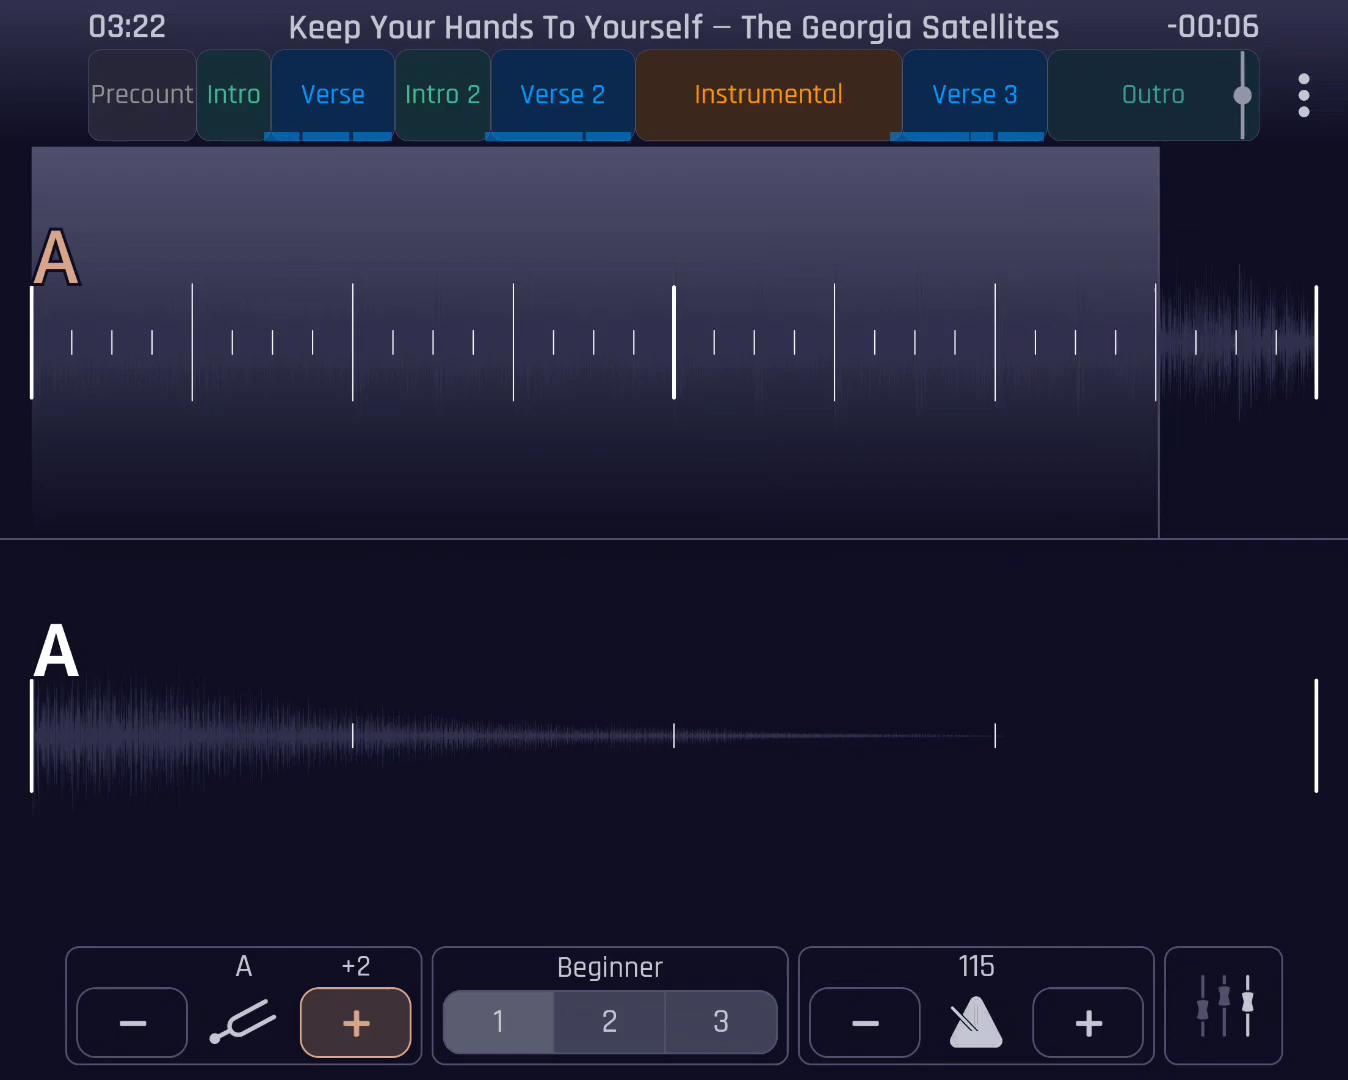 03:22 Keep Your Hands To Yourself – The Georgia Satellites -00:06
Precount Intro Verse Intro 2 Verse 2 Instrumental Verse 3 Outro
A
A
A +2 Beginner 115
− + 1 2 3 − +